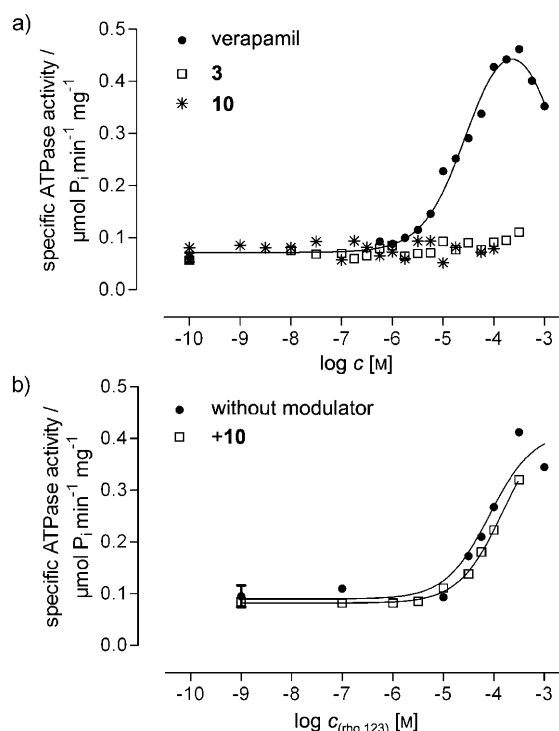 a)
0.5
0.4
0.3
0.2
0.1
0.0
specific ATPase activity /
µmol Pi min-1 mg-1
verapamil
3
10
-10 -9 -8 -7 -6 -5 -4 -3
log c [M]
b)
0.5
0.4
0.3
0.2
0.1
0.0
specific ATPase activity /
µmol Pi min-1 mg-1
without modulator
+10
-10 -9 -8 -7 -6 -5 -4 -3
log c(rho 123) [M]